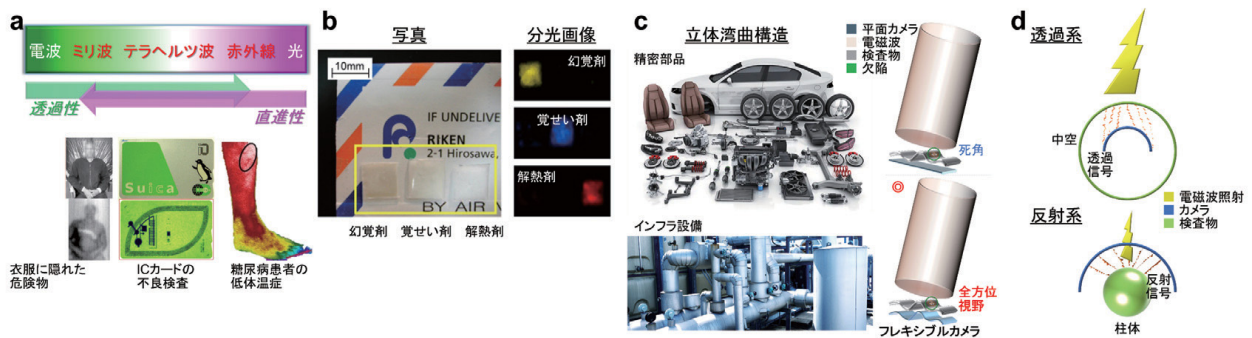 a
電波 ミリ波 テラヘルツ波 赤外線 光
透過性
直進性
Suica
衣服に隠れた
危険物
ICカードの
不良検査
糖尿病患者の
低体温症
b
写真
分光画像
10mm
IF UNDELIVE
RIKEN
2-1 Hirosawa,
BY AIR
幻覚剤
覚せい剤
解熱剤
幻覚剤 覚せい剤 解熱剤
c
立体湾曲構造
精密部品
平面カメラ
電磁波
検査物
欠陥
死角
インフラ設備
◎
全方位
視野
フレキシブルカメラ
d
透過系
中空
透過
信号
電磁波照射
カメラ
検査物
反射系
反射
信号
柱体